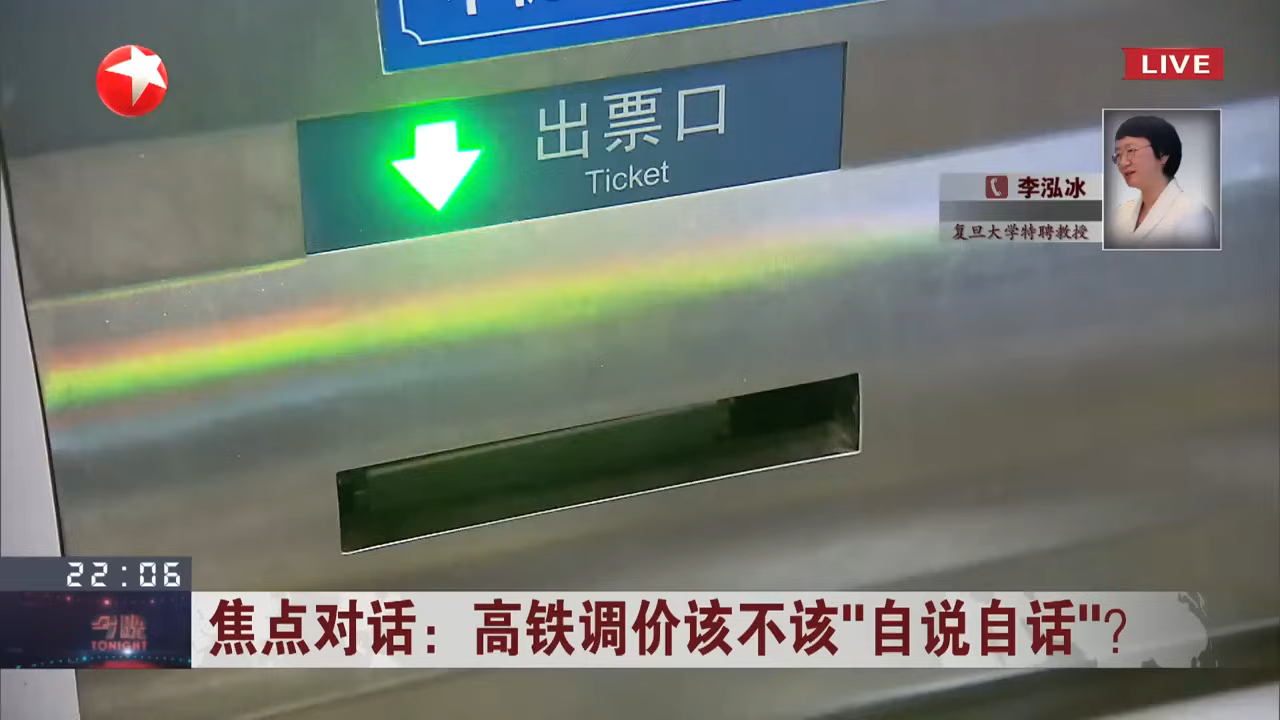 LIVE
出票口
Ticket
李泓冰
复旦大学特聘教授
22:06
今晚
TONIGHT
焦点对话：高铁调价该不该"自说自话"？